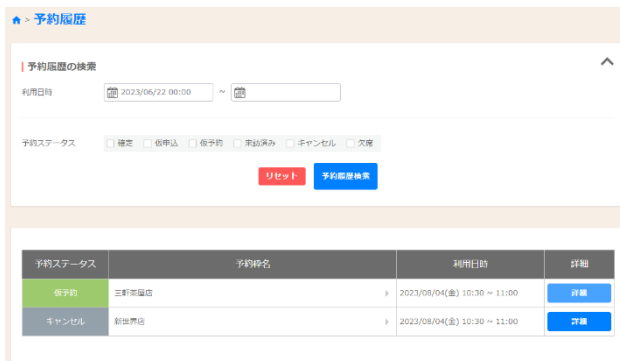 > 予約履歴
予約履歴の検索
利用日時 2023/06/22 00:00 ~
予約ステータス 確定 仮申込 仮予約 来訪済み キャンセル 欠席
リセット 予約履歴検索
予約ステータス 予約枠名 利用日時 詳細
仮予約 三軒茶屋店 2023/08/04(金) 10:30 ~ 11:00 詳細
キャンセル 新世界店 2023/08/04(金) 10:30 ~ 11:00 詳細